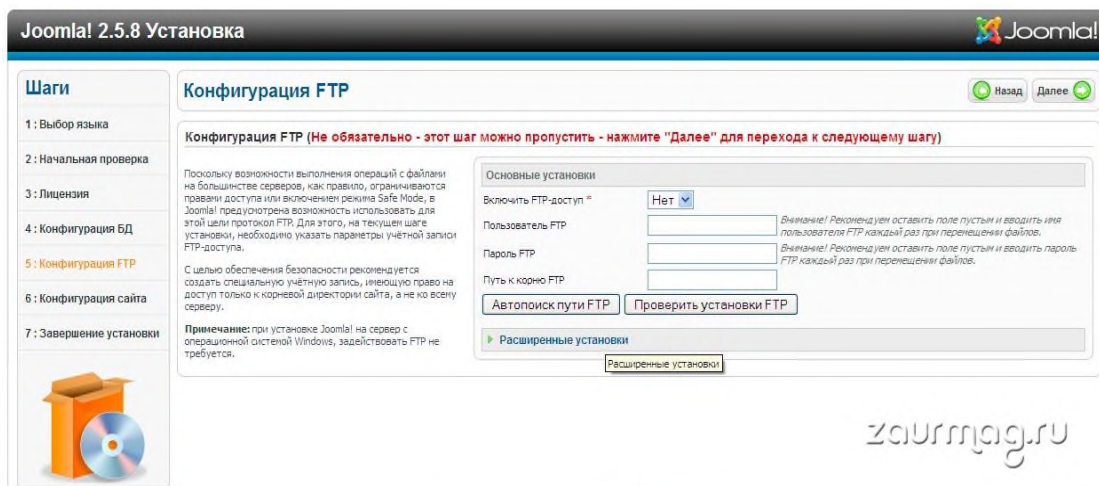 Joomla! 2.5.8 Установка
Joomla!
Шаги
1 : Выбор языка
2 : Начальная проверка
3 : Лицензия
4 : Конфигурация БД
5 : Конфигурация FTP
6 : Конфигурация сайта
7 : Завершение установки
Конфигурация FTP
Назад
Далее
Конфигурация FTP (Не обязательно - этот шаг можно пропустить - нажмите "Далее" для перехода к следующему шагу)
Поскольку возможности выполнения операций с файлами
на большинстве серверов, как правило, ограничиваются
правами доступа или включением режима Safe Mode, в
Joomla! предусмотрена возможность использовать для
этой цели протокол FTP. Для этого, на текущем шаге
установки, необходимо указать параметры учётной записи
FTP-доступа.
С целью обеспечения безопасности рекомендуется
создать специальную учётную запись, имеющую право на
доступ только к корневой директории сайта, а не ко всему
серверу.
Примечание: при установке Joomla! на сервер с
операционной системой Windows, задействовать FTP не
требуется.
Основные установки
Включить FTP-доступ *
Нет
Пользователь FTP
Внимание! Рекомендуем оставить поле пустым и вводить имя
пользователя FTP каждый раз при перемещении файлов.
Пароль FTP
Внимание! Рекомендуем оставить поле пустым и вводить пароль
FTP каждый раз при перемещении файлов.
Путь к корню FTP
Автопоиск пути FTP
Проверить установки FTP
Расширенные установки
Расширенные установки
zaurmag.ru